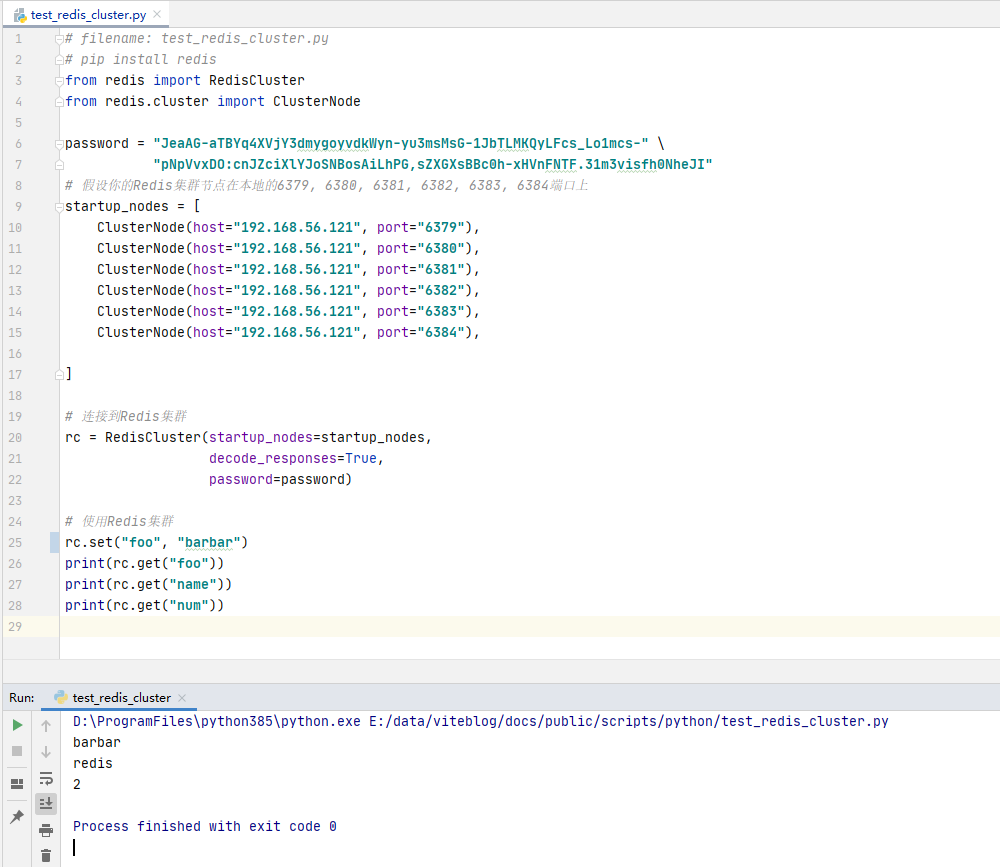 test_redis_cluster.py
1 # filename: test_redis_cluster.py
2 # pip install redis
3 from redis import RedisCluster
4 from redis.cluster import ClusterNode
5
6 password = "JeaAG-aTBYq4XVjY3dmygoyvdkWyn-yu3msMsG-1JbTLMKQyLFcs_Lo1mcs-" \
7            "pNpVvxDO:cnJZciXlYJoSNBosAiLhPG,sZXGXsBBc0h-xHVnFNTF.31m3visfh0NheJI"
8 # 假设你的Redis集群节点在本地的6379, 6380, 6381, 6382, 6383, 6384端口上
9 startup_nodes = [
10     ClusterNode(host="192.168.56.121", port="6379"),
11     ClusterNode(host="192.168.56.121", port="6380"),
12     ClusterNode(host="192.168.56.121", port="6381"),
13     ClusterNode(host="192.168.56.121", port="6382"),
14     ClusterNode(host="192.168.56.121", port="6383"),
15     ClusterNode(host="192.168.56.121", port="6384"),
16
17 ]
18
19 # 连接到Redis集群
20 rc = RedisCluster(startup_nodes=startup_nodes,
21                   decode_responses=True,
22                   password=password)
23
24 # 使用Redis集群
25 rc.set("foo", "barbar")
26 print(rc.get("foo"))
27 print(rc.get("name"))
28 print(rc.get("num"))
29
Run: test_redis_cluster
D:\ProgramFiles\python385\python.exe E:/data/viteblog/docs/public/scripts/python/test_redis_cluster.py
barbar
redis
2
Process finished with exit code 0